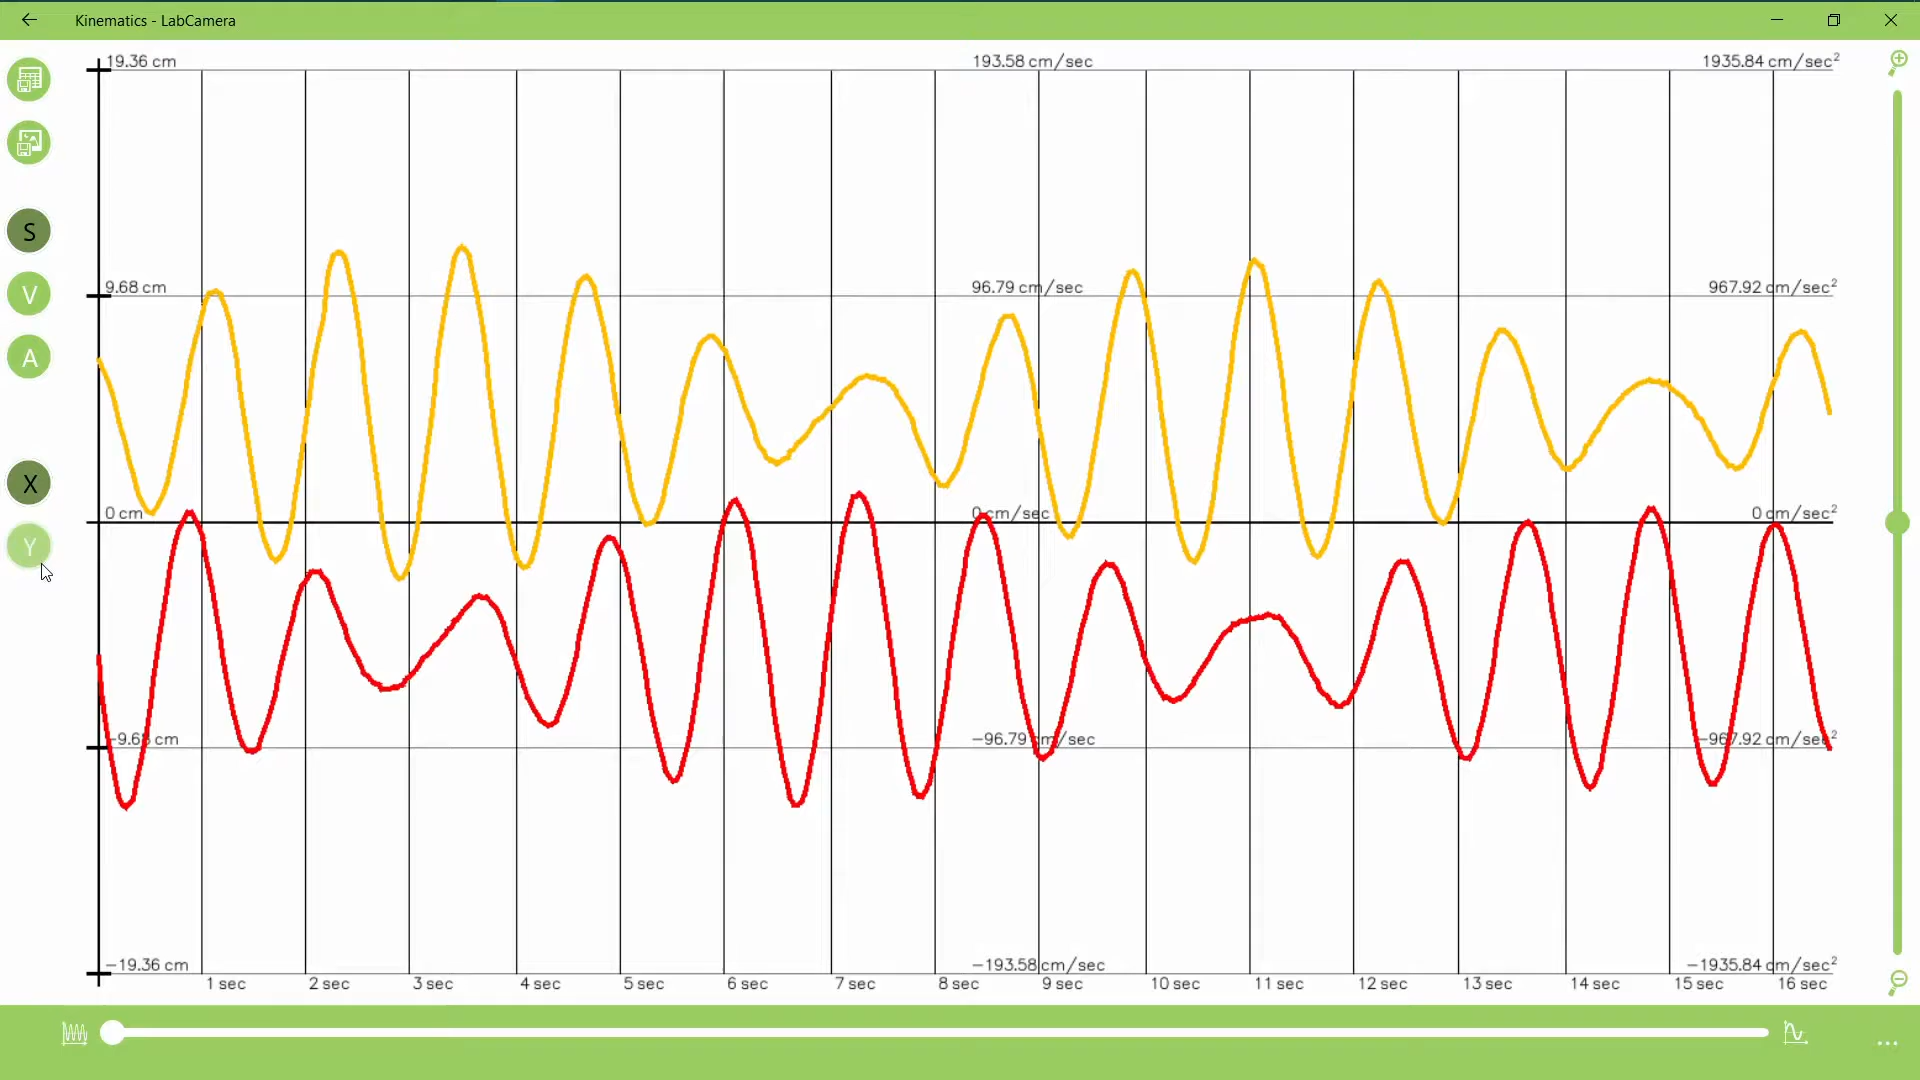 Kinematics - LabCamera
19.36 cm
193.58 cm/sec
1935.84 cm/sec²
S
V
9.68 cm
96.79 cm/sec
967.92 cm/sec²
A
X
0 cm
0 cm/sec
0 cm/sec²
Y
-9.68 cm
-96.79 cm/sec
-967.92 cm/sec²
-19.36 cm
-193.58 cm/sec
-1935.84 cm/sec²
1 sec 2 sec 3 sec 4 sec 5 sec 6 sec 7 sec 8 sec 9 sec 10 sec 11 sec 12 sec 13 sec 14 sec 15 sec 16 sec